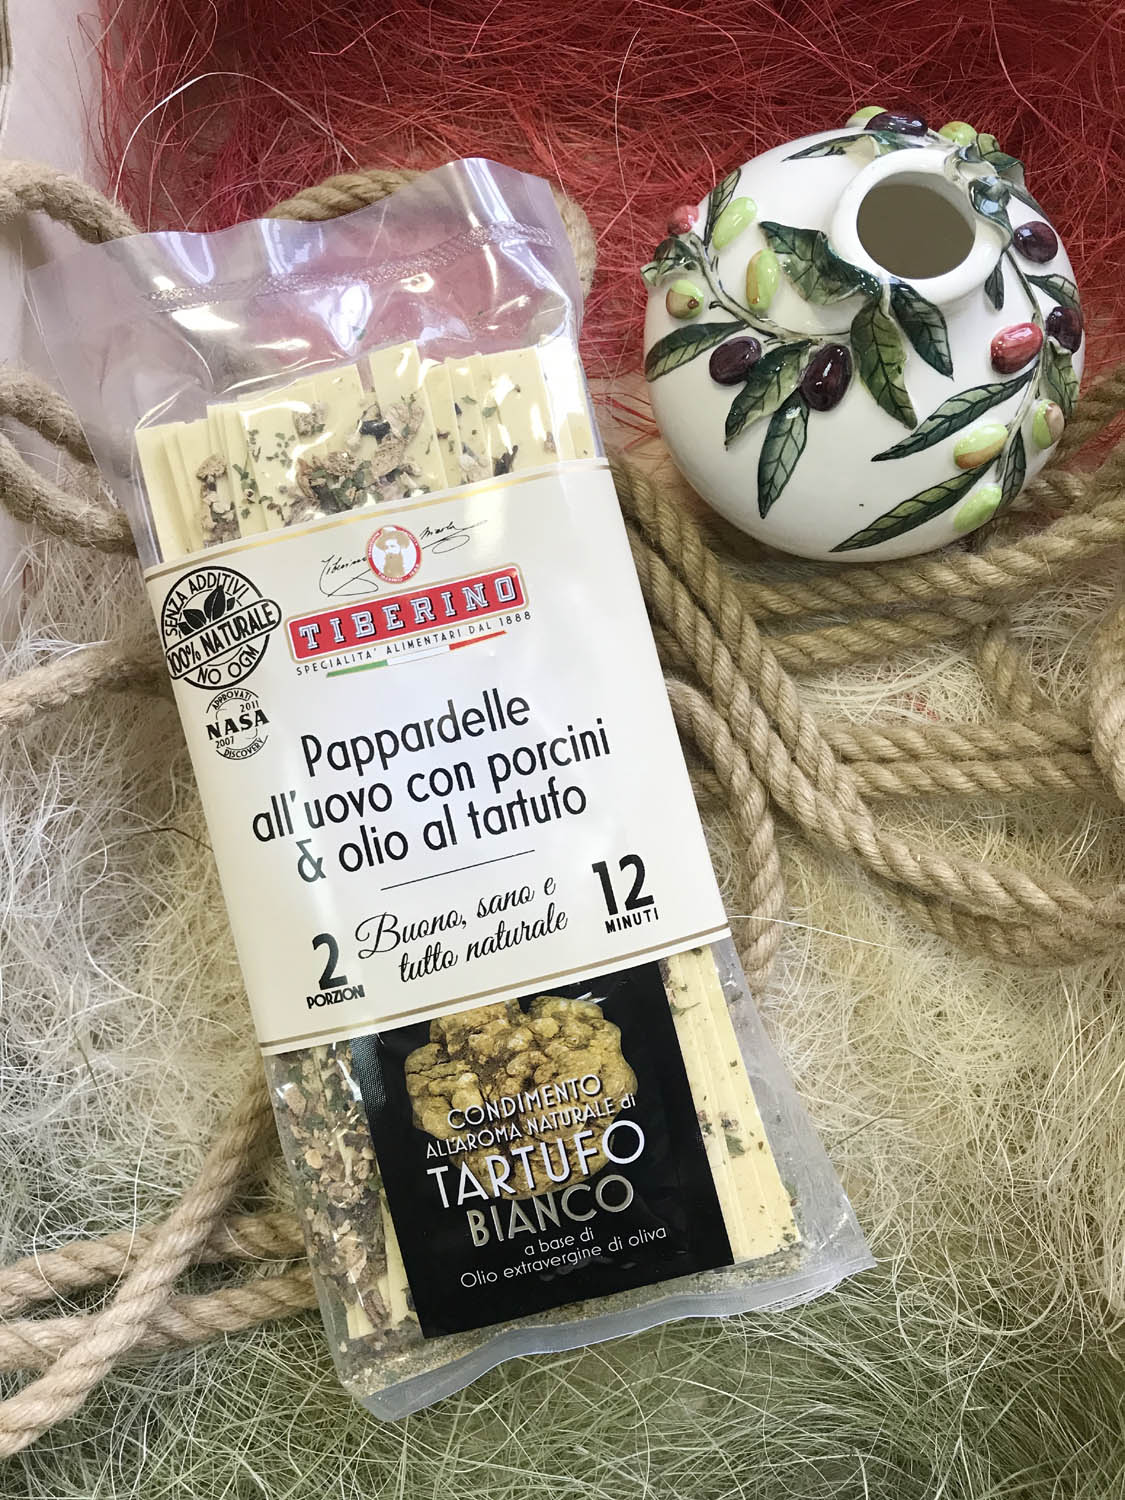 Tiberino Nicola
TIBERINO
SPECIALITA' ALIMENTARI DAL 1888
SENZA ADDITIVI
100% NATURALE
NO OGM
APPROVATI
2011
NASA
2007
DISCOVERY
Pappardelle
all'uovo con porcini
& olio al tartufo
Buono, sano e
tutto naturale
2
PORZIONI
12
MINUTI
CONDIMENTO
ALL'AROMA NATURALE di
TARTUFO
BIANCO
a base di
Olio extravergine di oliva